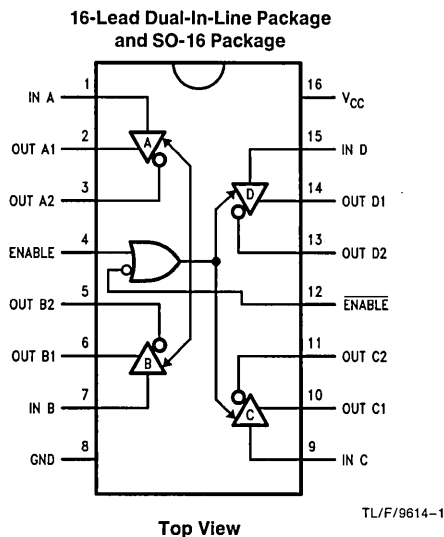 16-Lead Dual-In-Line Package
and SO-16 Package
IN A 1
OUT A1 2
OUT A2 3
ENABLE 4
OUT B2 5
OUT B1 6
IN B 7
GND 8
16 VCC
15 IN D
14 OUT D1
13 OUT D2
12 ENABLE
11 OUT C2
10 OUT C1
9 IN C
A
D
B
C
TL/F/9614-1
Top View